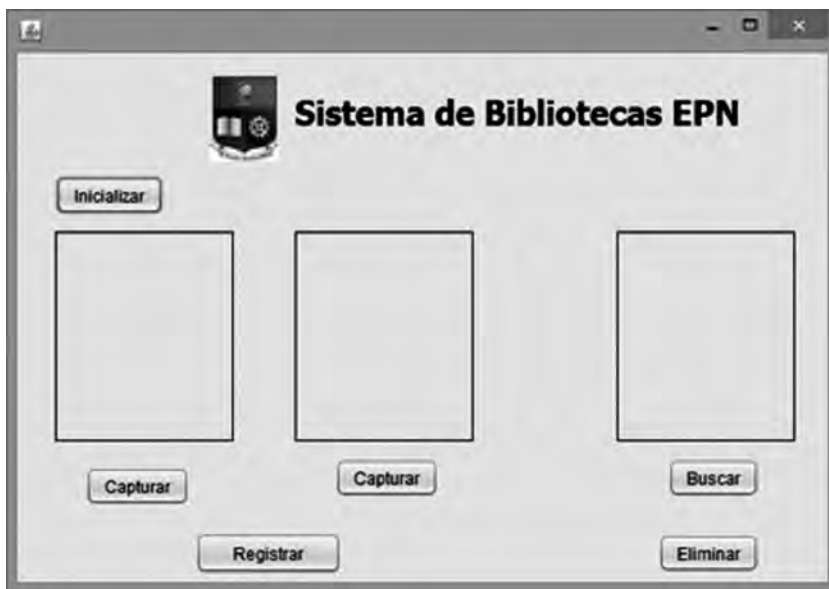 Sistema de Bibliotecas EPN
Inicializar
Capturar
Capturar
Buscar
Registrar
Eliminar